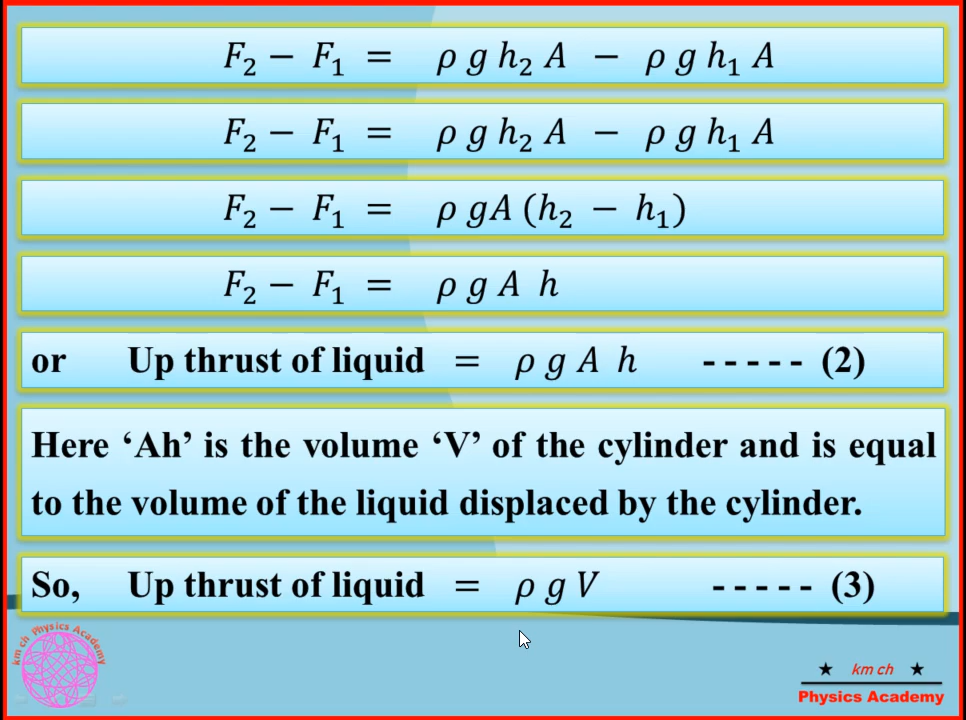 F₂ − F₁ = ρ g h₂ A − ρ g h₁ A
F₂ − F₁ = ρ g h₂ A − ρ g h₁ A
F₂ − F₁ = ρ gA (h₂ − h₁)
F₂ − F₁ = ρ g A h
or Up thrust of liquid = ρ g A h - - - - - (2)
Here ‘Ah’ is the volume ‘V’ of the cylinder and is equal
to the volume of the liquid displaced by the cylinder.
So, Up thrust of liquid = ρ g V - - - - - (3)
km ch Physics Academy
★ km ch ★
Physics Academy